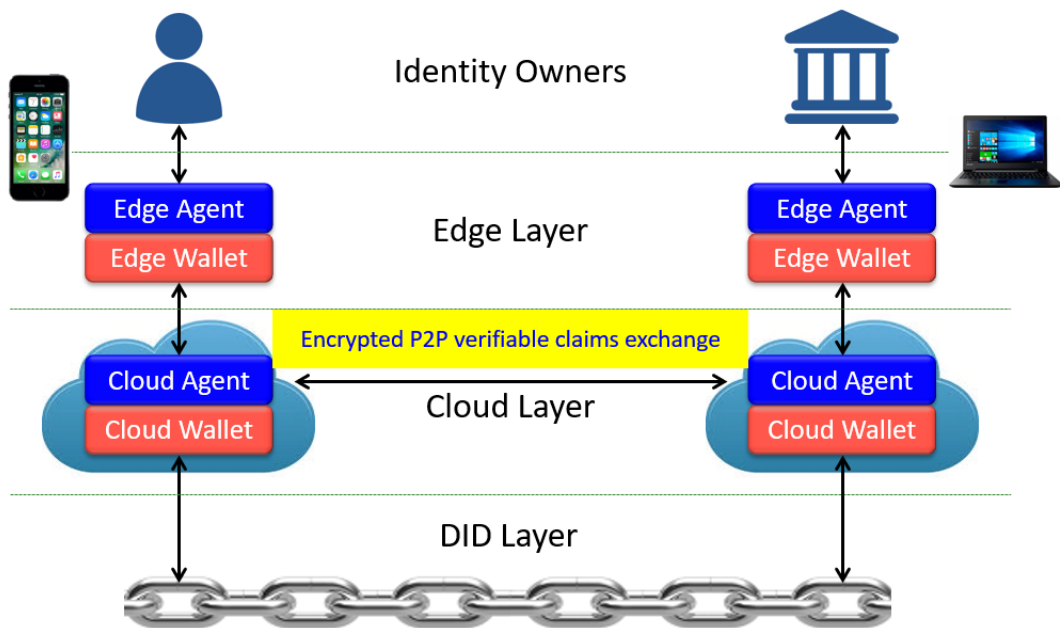 Identity Owners
Edge Agent
Edge Wallet
Edge Layer
Edge Agent
Edge Wallet
Encrypted P2P verifiable claims exchange
Cloud Agent
Cloud Wallet
Cloud Layer
Cloud Agent
Cloud Wallet
DID Layer